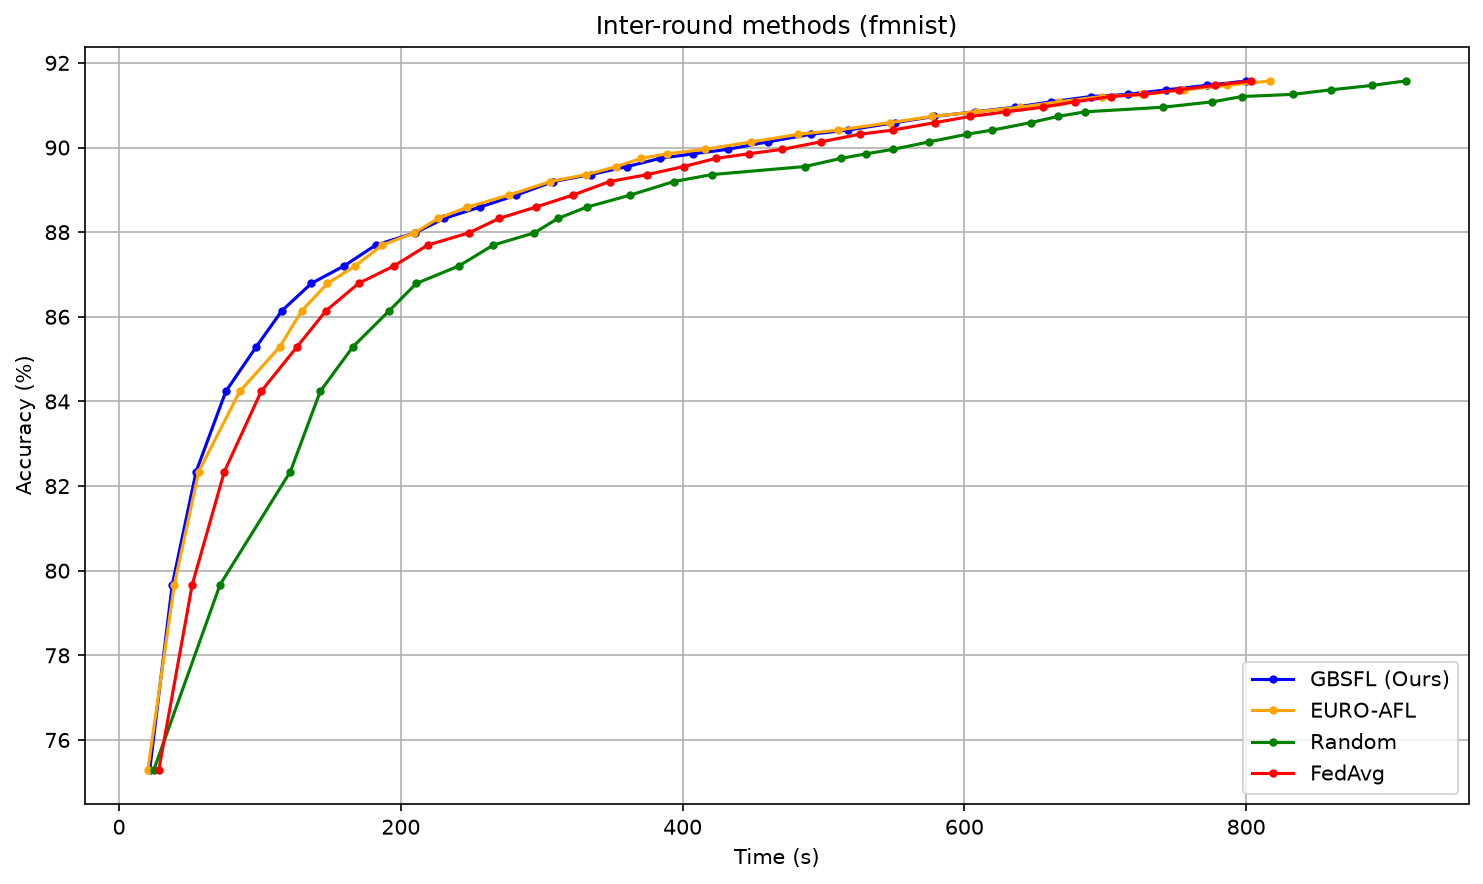 Inter-round methods (fmnist)
Accuracy (%)
92
90
88
86
84
82
80
78
76
0 200 400 600 800
Time (s)
GBSFL (Ours)
EURO-AFL
Random
FedAvg